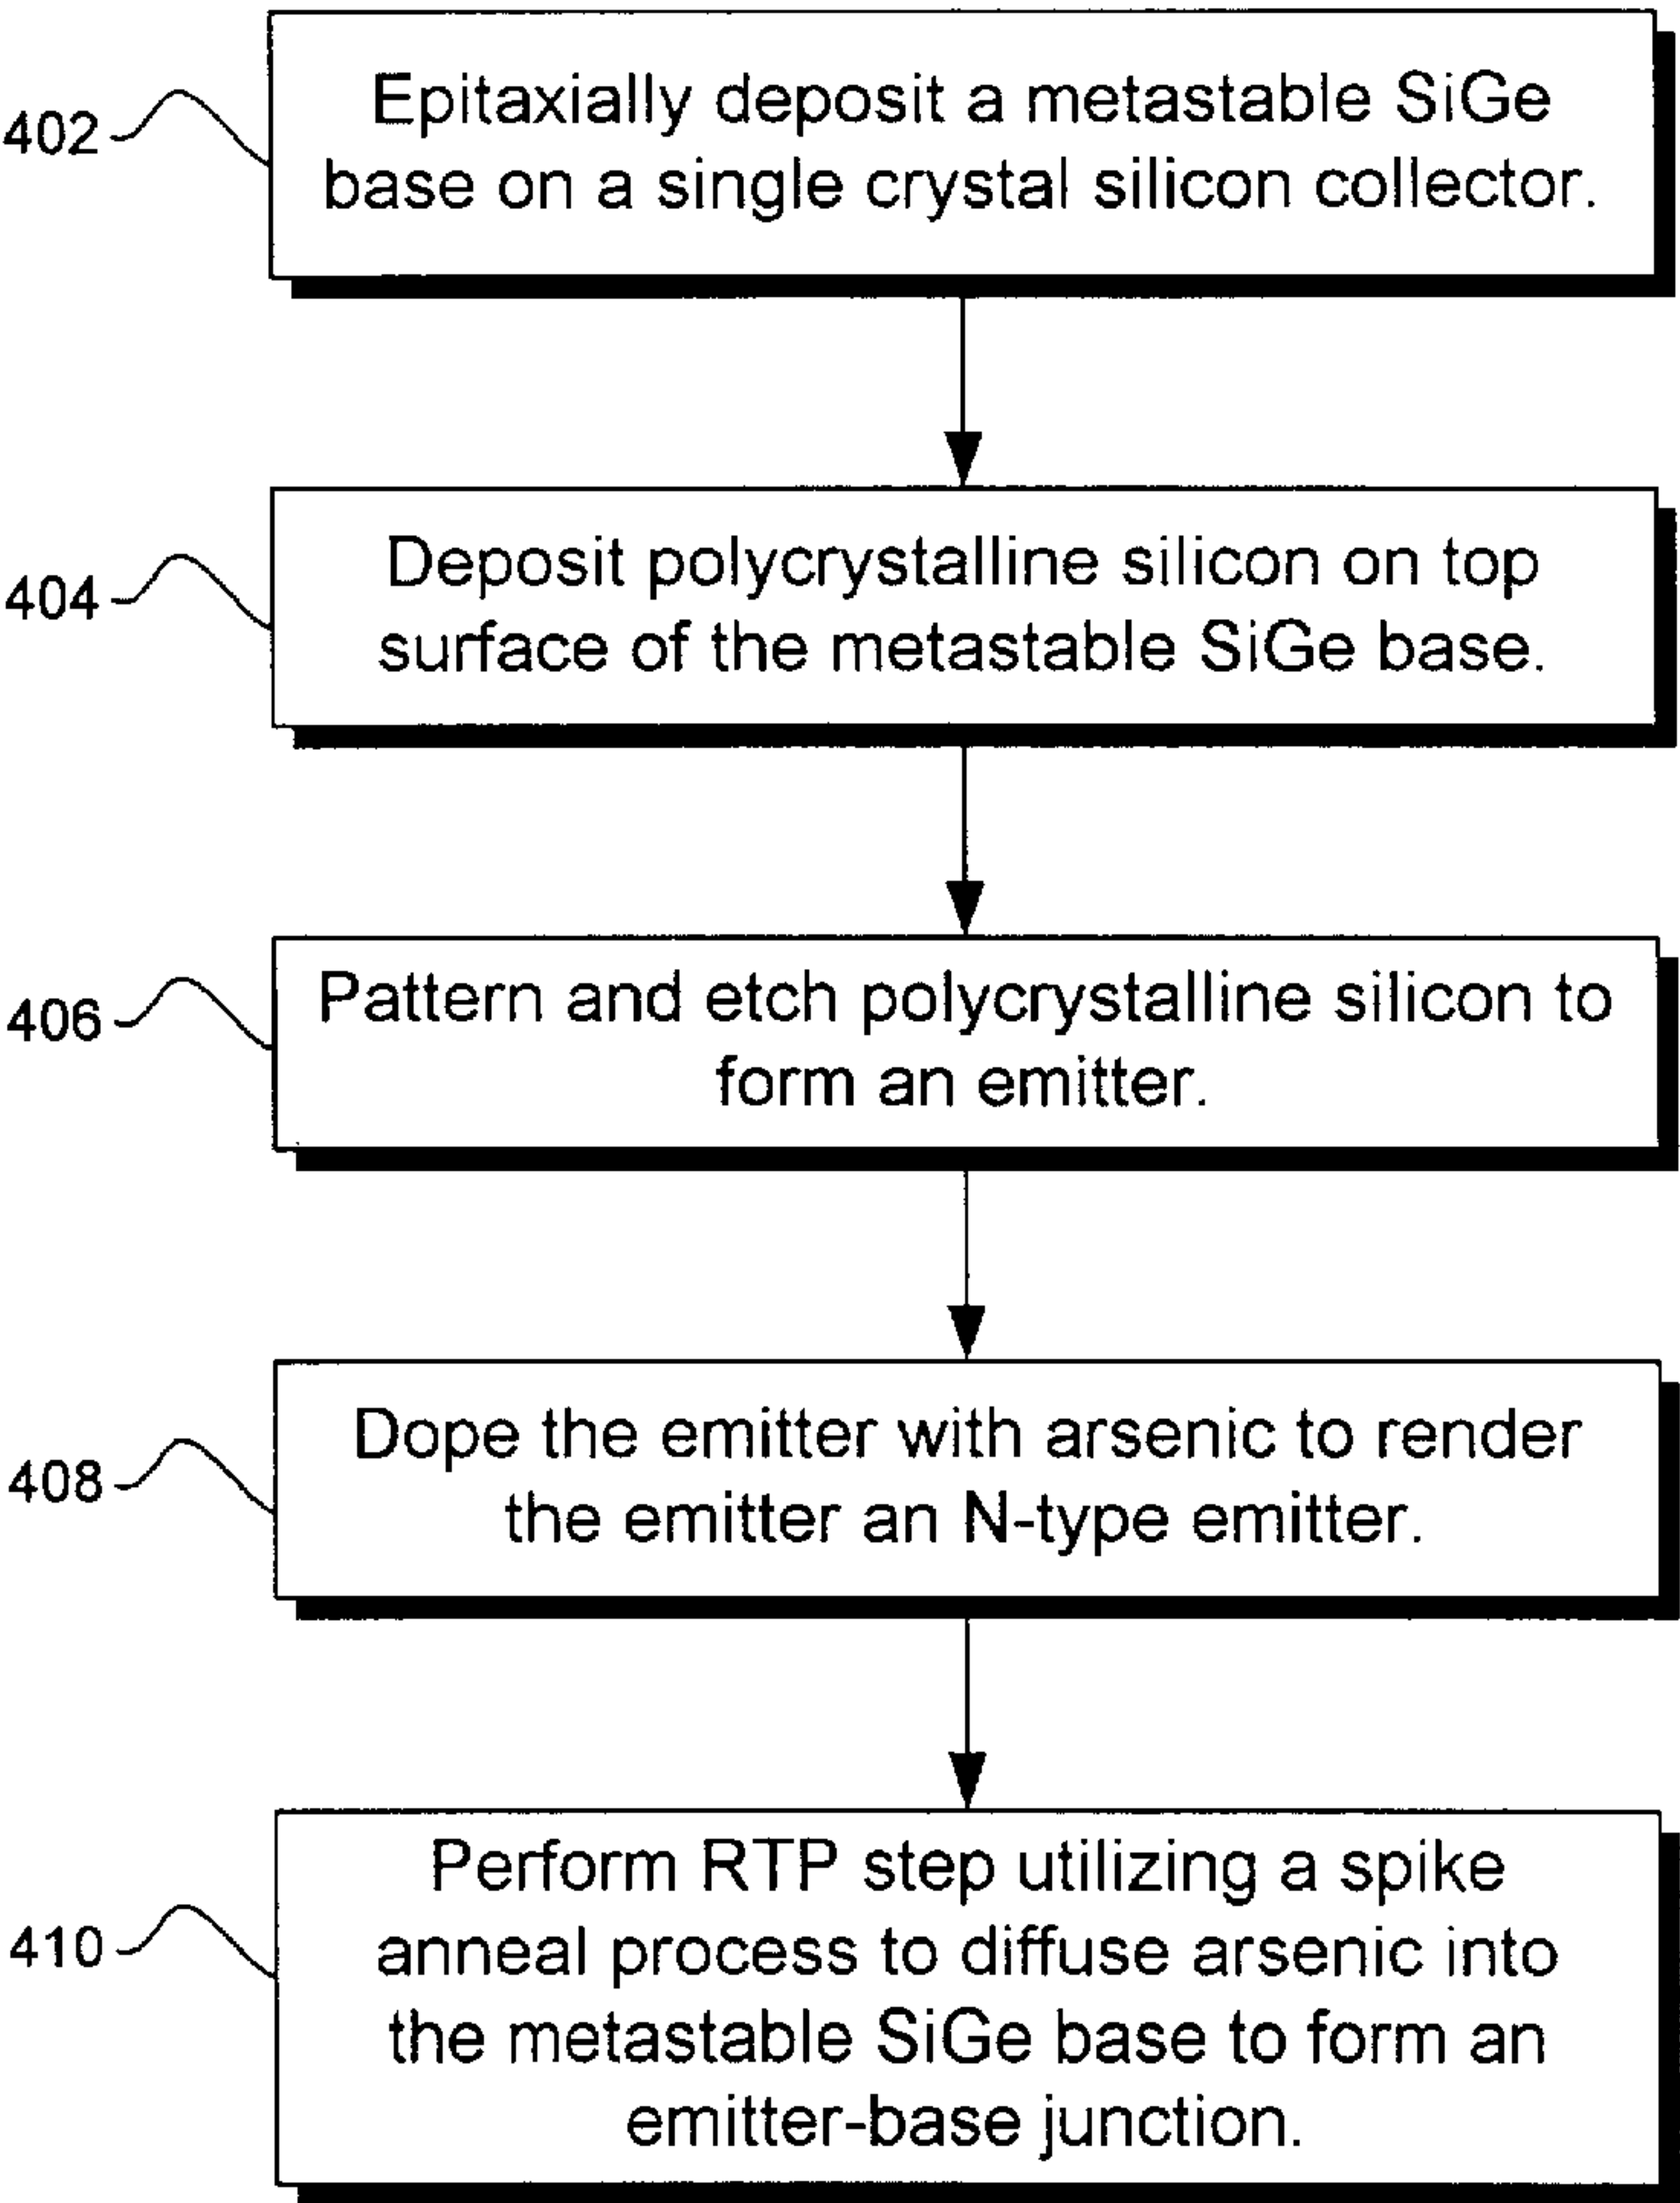 402
Epitaxially deposit a metastable SiGe
base on a single crystal silicon collector.
404
Deposit polycrystalline silicon on top
surface of the metastable SiGe base.
406
Pattern and etch polycrystalline silicon to
form an emitter.
408
Dope the emitter with arsenic to render
the emitter an N-type emitter.
410
Perform RTP step utilizing a spike
anneal process to diffuse arsenic into
the metastable SiGe base to form an
emitter-base junction.